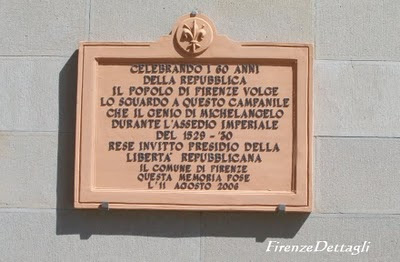 CELEBRANDO I 60 ANNI
DELLA REPUBBLICA
IL POPOLO DI FIRENZE VOLGE
LO SGUARDO A QUESTO CAMPANILE
CHE IL GENIO DI MICHELANGELO
DURANTE L'ASSEDIO IMPERIALE
DEL 1529 - '30
RESE INVITTO PRESIDIO DELLA
LIBERTA' REPUBBLICANA
IL COMUNE DI FIRENZE
QUESTA MEMORIA POSE
L'11 AGOSTO 2006
FirenzeDettagli